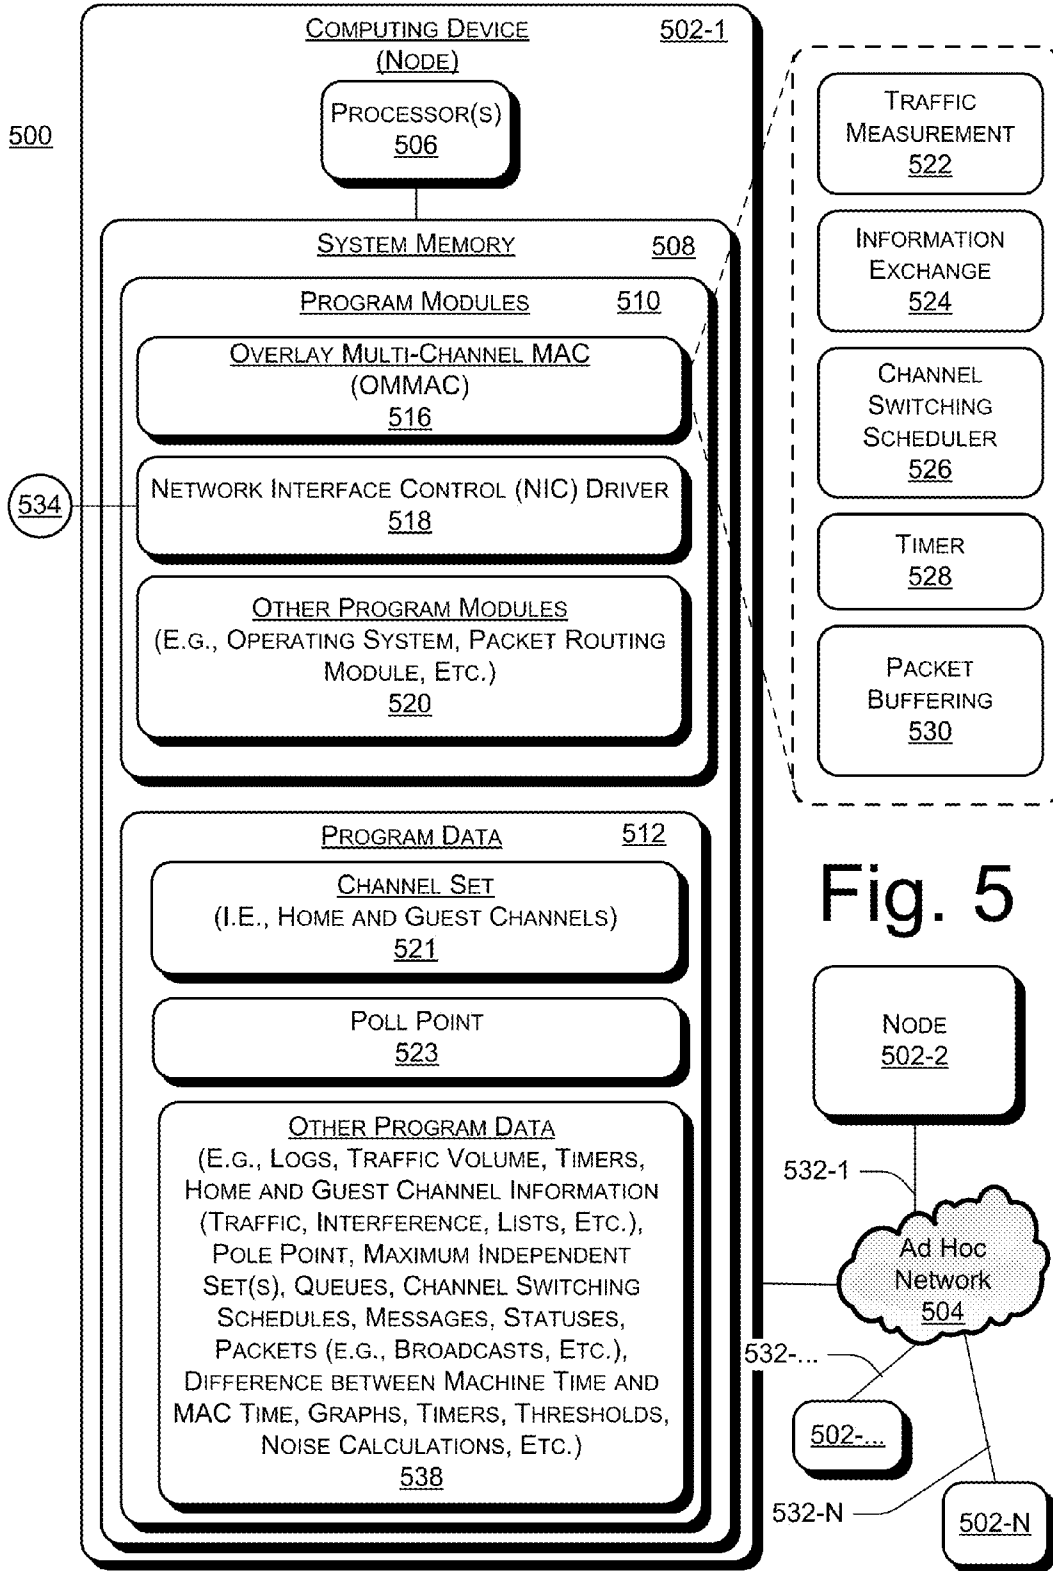 500
COMPUTING DEVICE
(NODE)
502-1
PROCESSOR(S)
506
SYSTEM MEMORY
508
PROGRAM MODULES
510
OVERLAY MULTI-CHANNEL MAC
(OMMAC)
516
534
NETWORK INTERFACE CONTROL (NIC) DRIVER
518
OTHER PROGRAM MODULES
(E.G., OPERATING SYSTEM, PACKET ROUTING
MODULE, ETC.)
520
PROGRAM DATA
512
CHANNEL SET
(I.E., HOME AND GUEST CHANNELS)
521
POLL POINT
523
OTHER PROGRAM DATA
(E.G., LOGS, TRAFFIC VOLUME, TIMERS,
HOME AND GUEST CHANNEL INFORMATION
(TRAFFIC, INTERFERENCE, LISTS, ETC.),
POLE POINT, MAXIMUM INDEPENDENT
SET(S), QUEUES, CHANNEL SWITCHING
SCHEDULES, MESSAGES, STATUSES,
PACKETS (E.G., BROADCASTS, ETC.),
DIFFERENCE BETWEEN MACHINE TIME AND
MAC TIME, GRAPHS, TIMERS, THRESHOLDS,
NOISE CALCULATIONS, ETC.)
538
TRAFFIC
MEASUREMENT
522
INFORMATION
EXCHANGE
524
CHANNEL
SWITCHING
SCHEDULER
526
TIMER
528
PACKET
BUFFERING
530
Fig. 5
NODE
502-2
532-1
Ad Hoc
Network
504
532-...
502-...
532-N
502-N